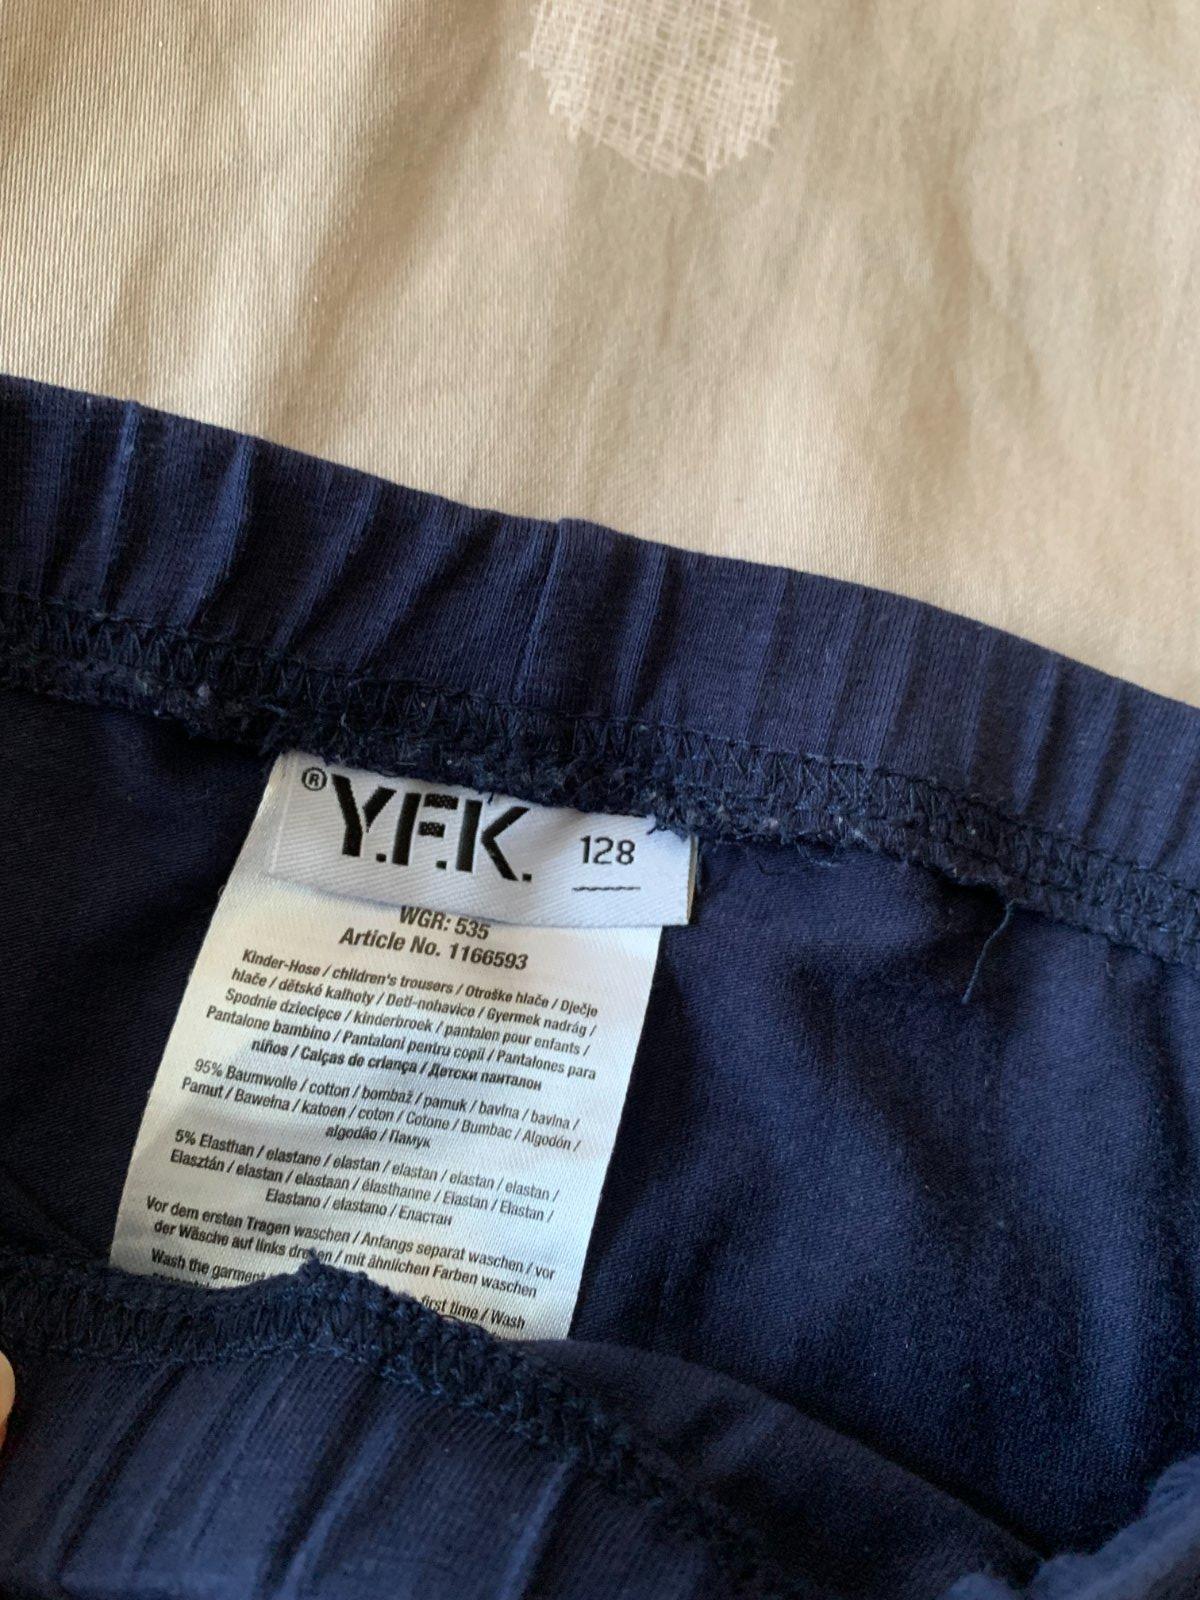 ® Y.F.K. 128
WGR: 535
Article No. 1166593
Kinder-Hose / children's trousers / Otroške hlače / Dječje
hlače / dětské kalhoty / Detí-nohavice / Gyermek nadrág /
Spodnie dziecięce / kinderbroek / pantalen pour enfants /
Pantalone bambino / Pantaloni pentru copii / Pantalones para
niños / Calças de criança / Детски панталон
95% Baumwolle / cotton / bombaž / pamuk / bavlna / bavlna /
Pamut / Bawełna / katoen / coton / Cotone / Bumbac / Algodón /
algodão / Памук
5% Elasthan / elastane / elastan / elastan / elastan / elastan /
Elasztán / elastan / elastaan / élasthanne / Elastan / Elastan /
Elastano / elastano / Еластан
Vor dem ersten Tragen waschen / Anfangs separat waschen / vor
der Wäsche auf links drehen / mit ähnlichen Farben waschen
Wash the garment first time / Wash